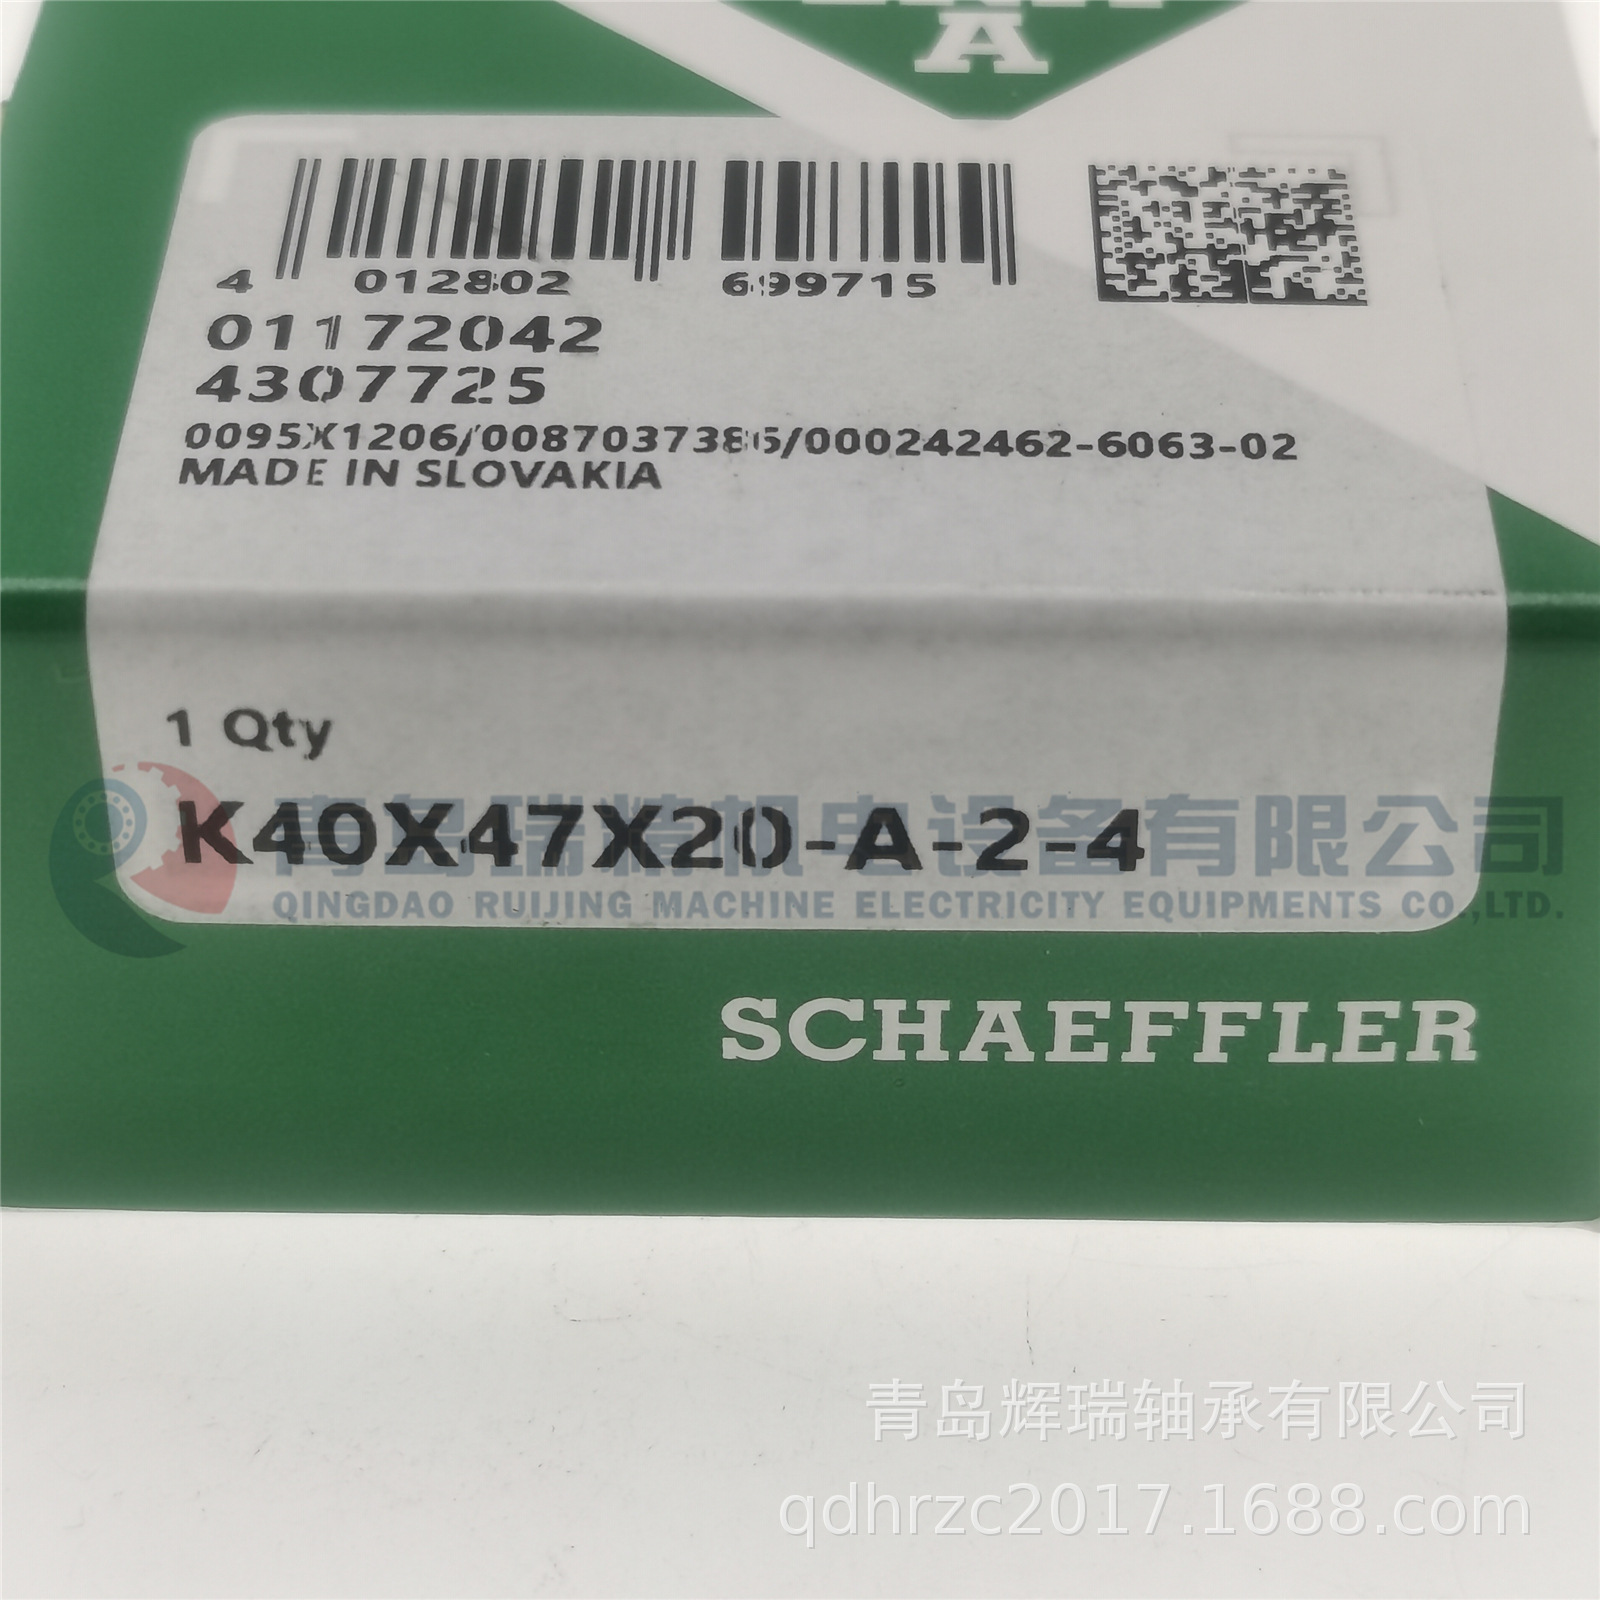 A
4 012802 699715
01172042
4307725
0095X1206/0087037386/000242462-6063-02
MADE IN SLOVAKIA
1 Qty
K40X47X20-A-2-4
青岛瑞精机电设备有限公司
QINGDAO RUIJING MACHINE ELECTRICITY EQUIPMENTS CO.,LTD.
SCHAEFFLER
青岛辉瑞轴承有限公司
qdhrzc2017.1688.com